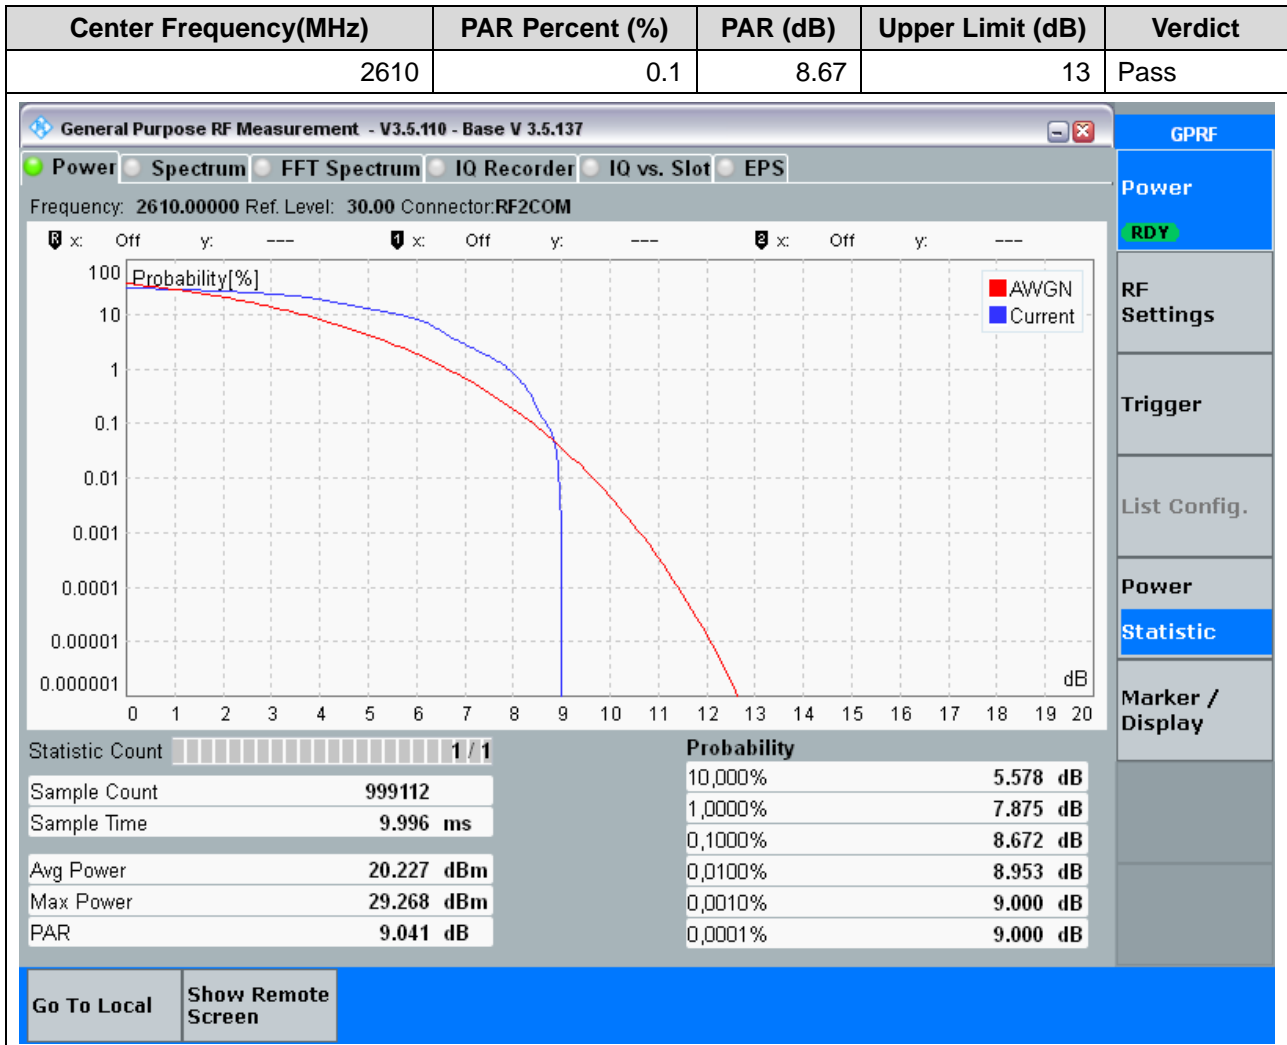 Center Frequency(MHz) PAR Percent (%) PAR (dB) Upper Limit (dB) Verdict
2610 0.1 8.67 13 Pass
General Purpose RF Measurement - V3.5.110 - Base V 3.5.137
GPRF
Power Spectrum FFT Spectrum IQ Recorder IQ vs. Slot EPS
Power
RDY
Frequency: 2610.00000 Ref. Level: 30.00 Connector:RF2COM
R x: Off y: --- 1 x: Off y: --- 2 x: Off y: ---
Probability[%]
AWGN
Current
100
10
1
0.1
0.01
0.001
0.0001
0.00001
0.000001
dB
0 1 2 3 4 5 6 7 8 9 10 11 12 13 14 15 16 17 18 19 20
RF
Settings
Trigger
List Config.
Power
Statistic
Marker /
Display
Statistic Count 1 / 1
Sample Count 999112
Sample Time 9.996 ms
Avg Power 20.227 dBm
Max Power 29.268 dBm
PAR 9.041 dB
Probability
10,000% 5.578 dB
1,0000% 7.875 dB
0,1000% 8.672 dB
0,0100% 8.953 dB
0,0010% 9.000 dB
0,0001% 9.000 dB
Go To Local
Show Remote
Screen